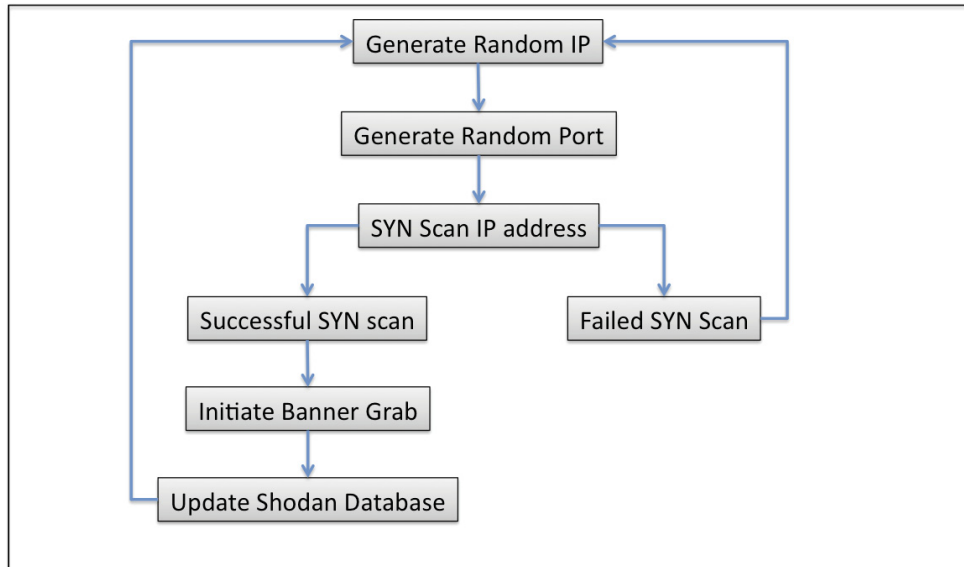 Generate Random IP
Generate Random Port
SYN Scan IP address
Successful SYN scan
Failed SYN Scan
Initiate Banner Grab
Update Shodan Database